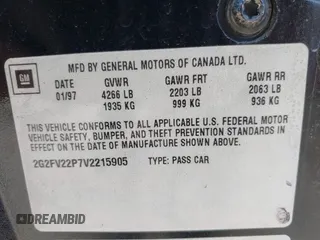 GM
MFD BY GENERAL MOTORS OF CANADA LTD.
DATE GVWR GAWR FRT GAWR RR
01/97 4266 LB 2203 LB 2063 LB
1935 KG 999 KG 936 KG
THIS VEHICLE CONFORMS TO ALL APPLICABLE U.S. FEDERAL MOTOR
VEHICLE SAFETY, BUMPER, AND THEFT PREVENTION STANDARDS
IN EFFECT ON THE DATE OF MANUFACTURE SHOWN ABOVE.
2G2FV22P7V2215905 TYPE: PASS CAR